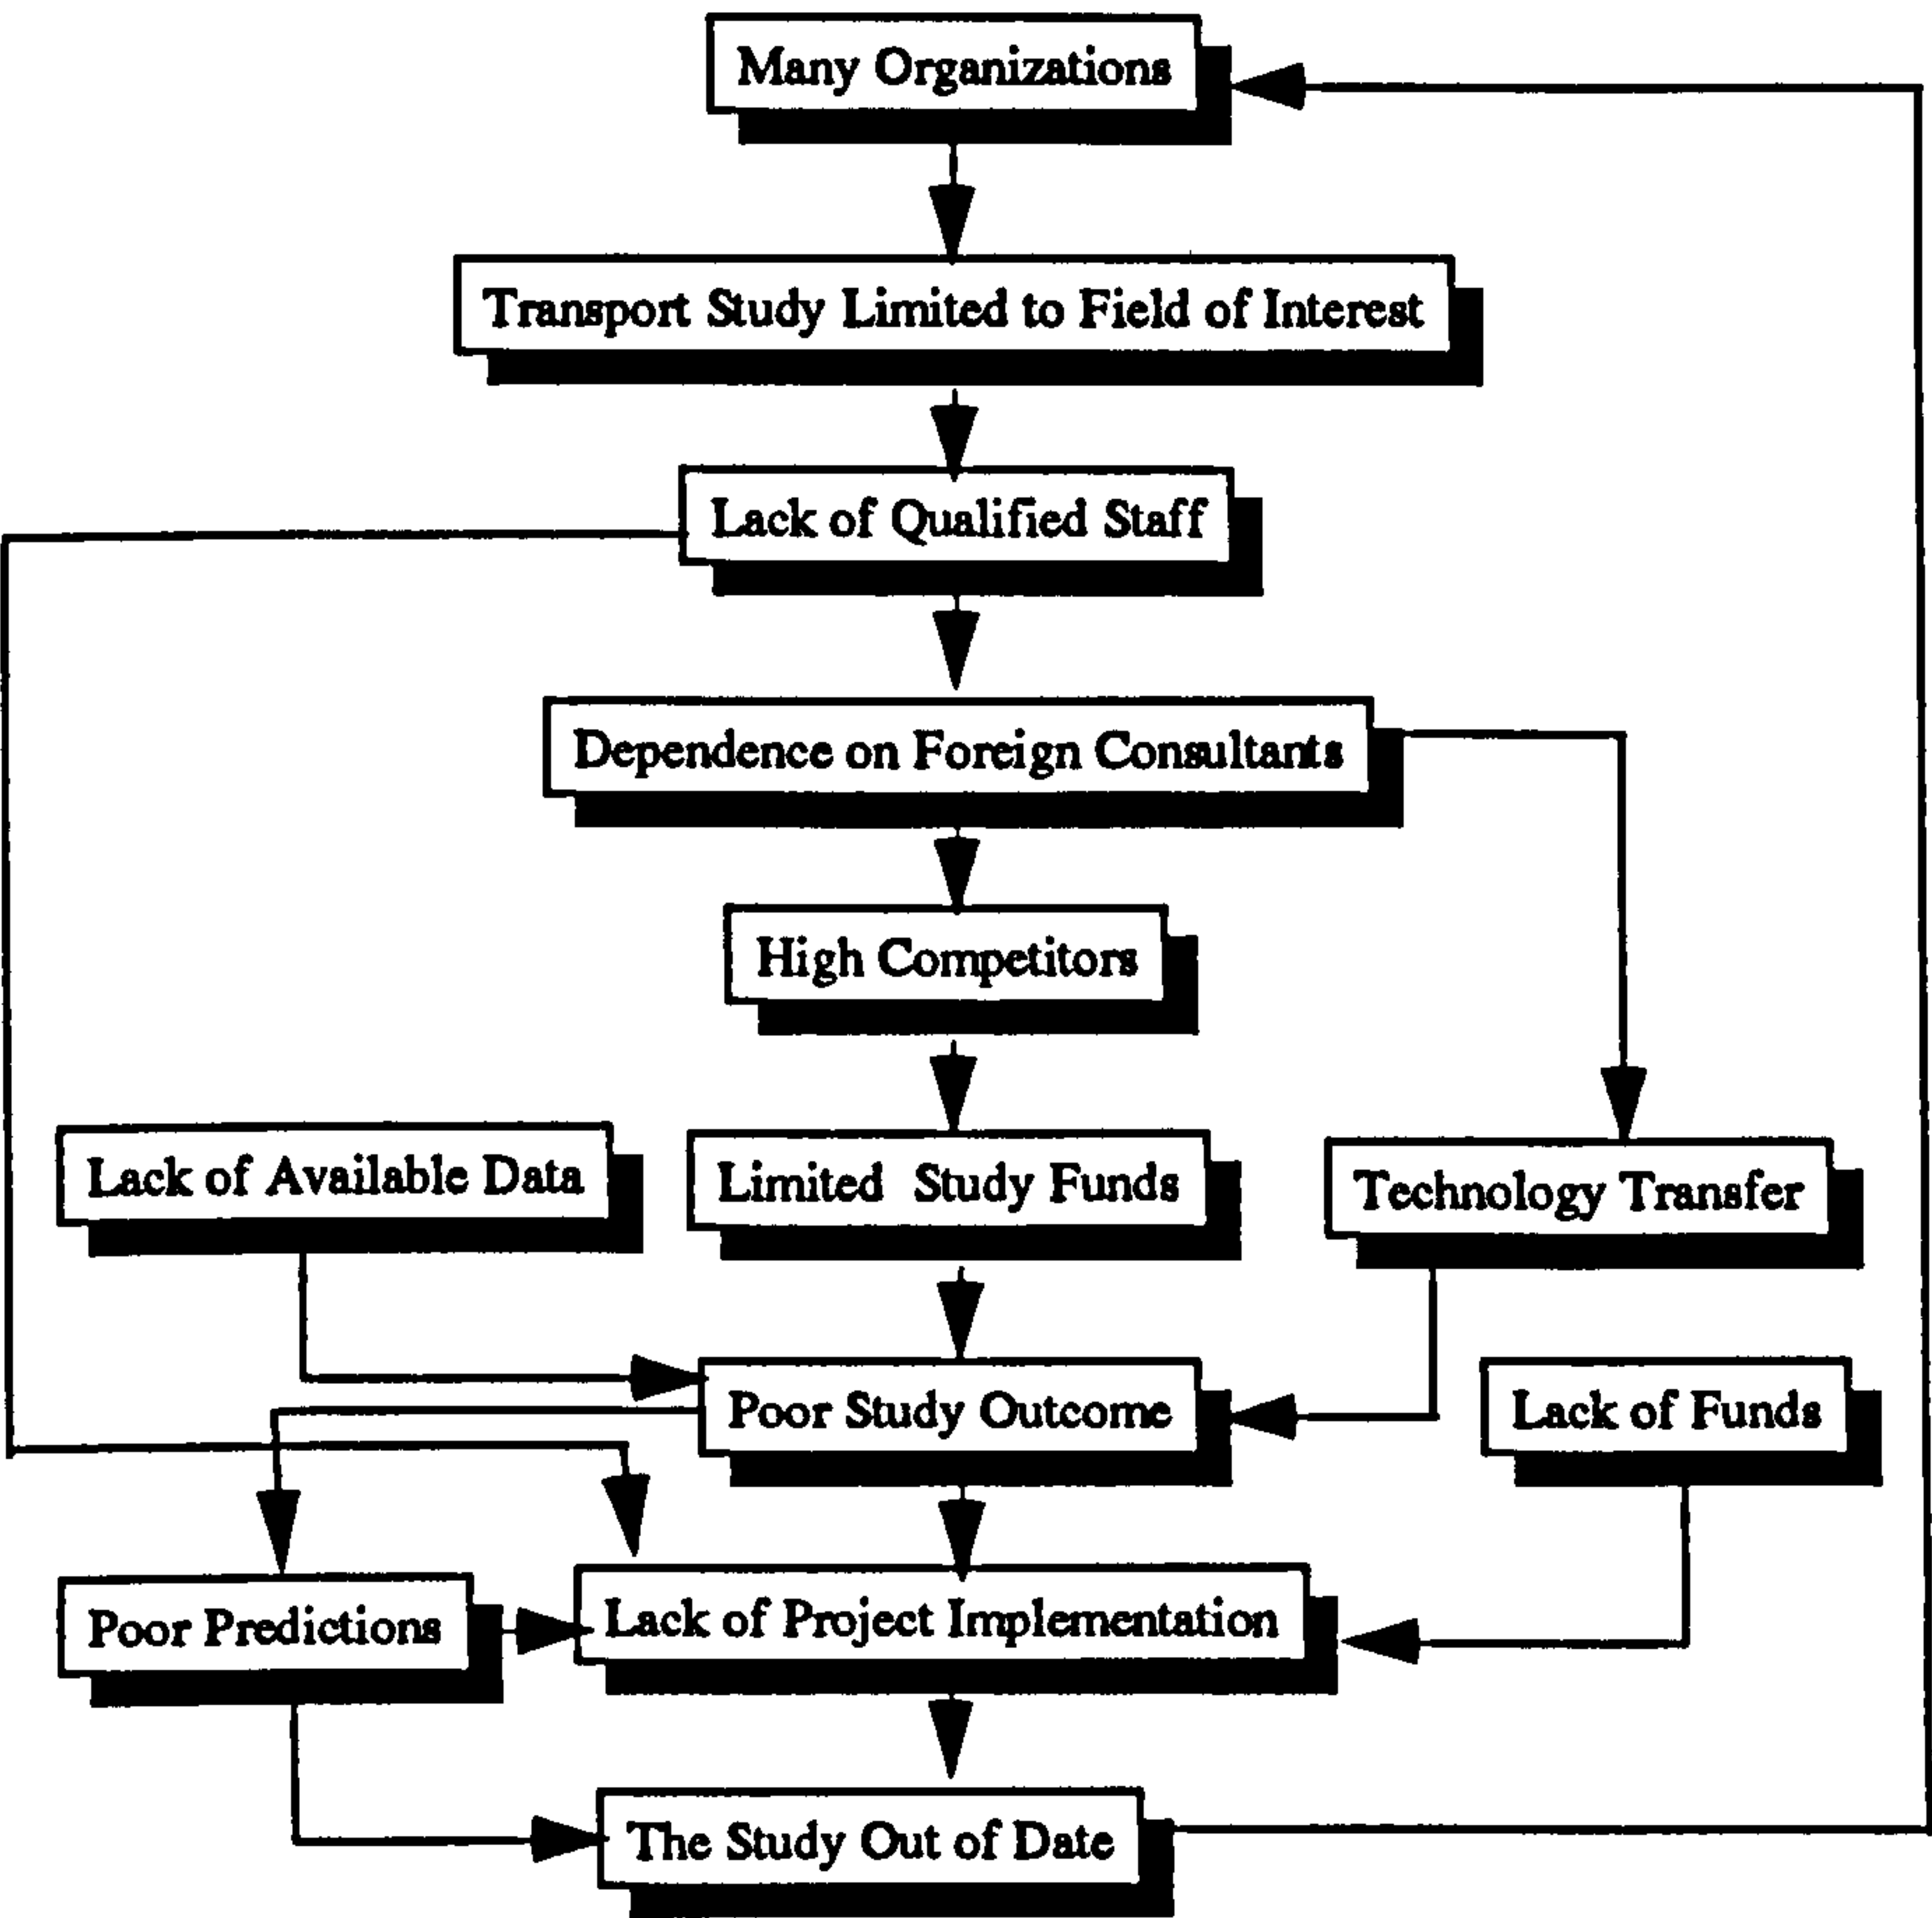 Many Organizations
Transport Study Limited to Field of Interest
Lack of Qualified Staff
Dependence on Foreign Consultants
High Competitors
Lack of Available Data
Limited Study Funds
Technology Transfer
Poor Study Outcome
Lack of Funds
Poor Predictions
Lack of Project Implementation
The Study Out of Date